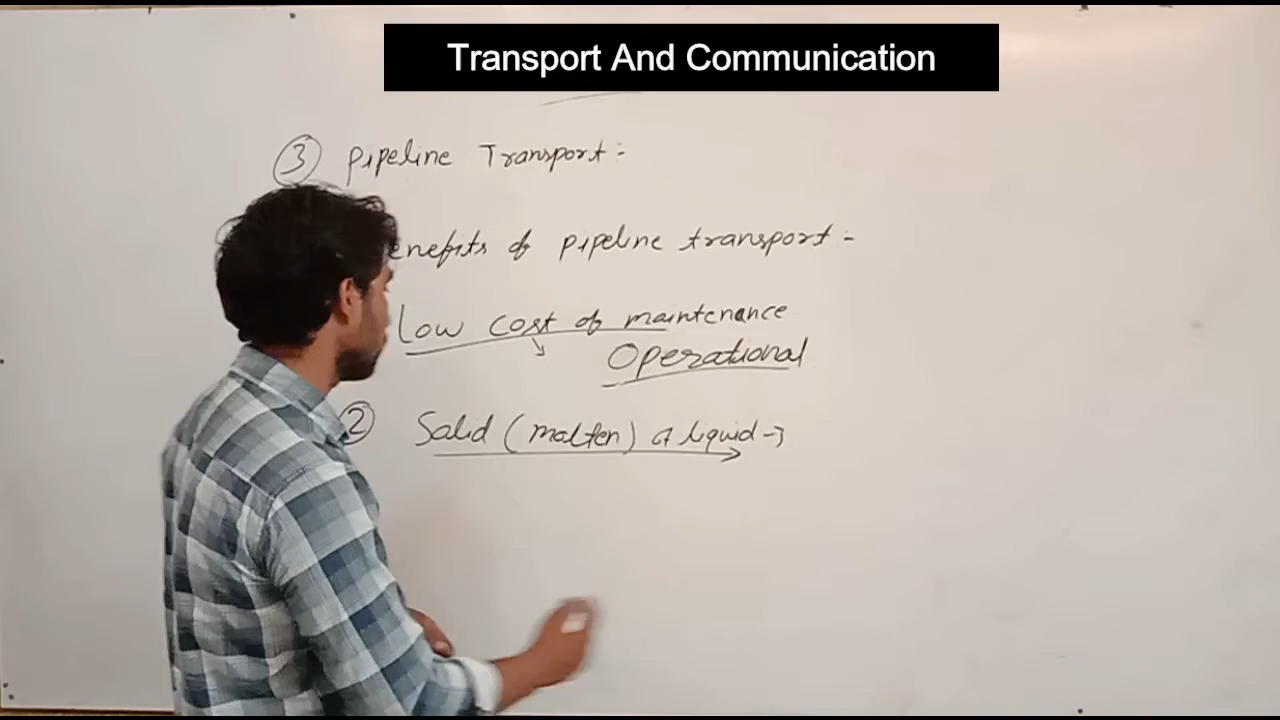 Transport And Communication
③ Pipeline Transport :-
enefits of pipeline transport -
Low Cost of maintenance
Operational
② Solid (molten) a liquid →